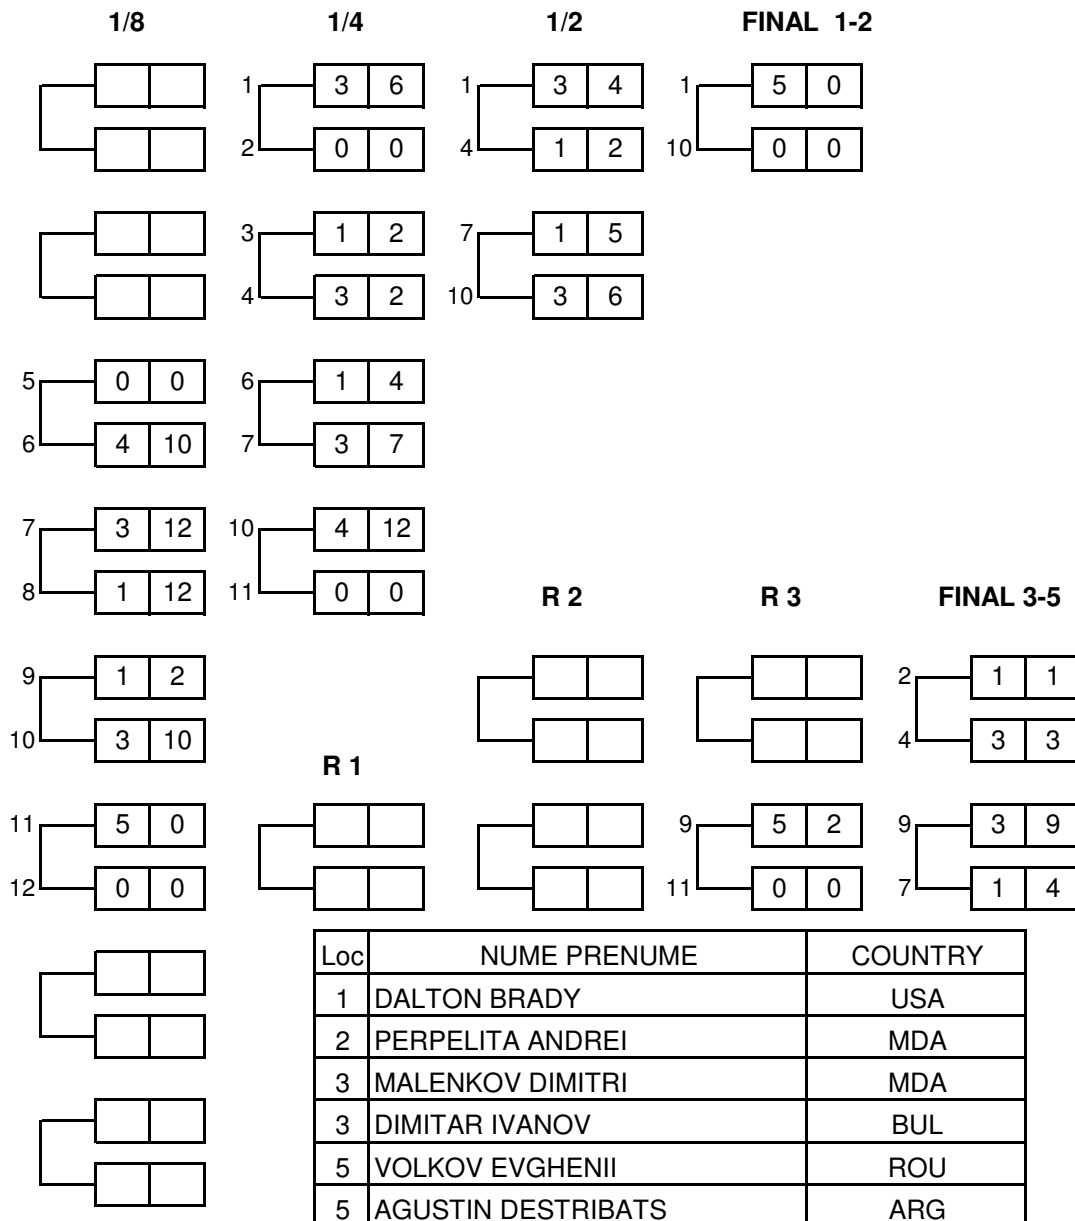 1/8 1/4 1/2 FINAL 1-2
1 3 6 1 3 4 1 5 0
2 0 0 4 1 2 10 0 0
3 1 2 7 1 5
4 3 2 10 3 6
5 0 0 6 1 4
6 4 10 7 3 7
7 3 12 10 4 12
8 1 12 11 0 0
R 2 R 3 FINAL 3-5
9 1 2 2 1 1
10 3 10 4 3 3
R 1
11 5 0 9 5 2 9 3 9
12 0 0 11 0 0 7 1 4
Loc NUME PRENUME COUNTRY
1 DALTON BRADY USA
2 PERPELITA ANDREI MDA
3 MALENKOV DIMITRI MDA
3 DIMITAR IVANOV BUL
5 VOLKOV EVGHENII ROU
5 AGUSTIN DESTRIBATS ARG